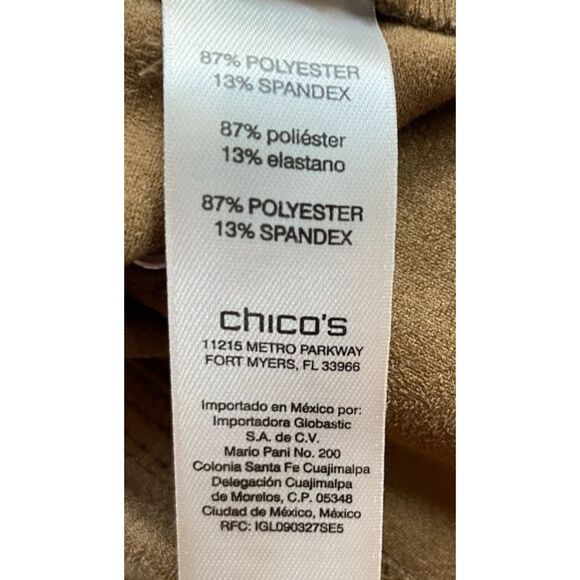 87% POLYESTER
13% SPANDEX
87% poliéster
13% elastano
87% POLYESTER
13% SPANDEX
chico's
11215 METRO PARKWAY
FORT MYERS, FL 33966
Importado en México por:
Importadora Globastic
S.A. de C.V.
Mario Pani No. 200
Colonia Santa Fe Cuajimalpa
Delegación Cuajimalpa
de Morelos, C.P. 05348
Ciudad de México, México
RFC: IGL090327SE5